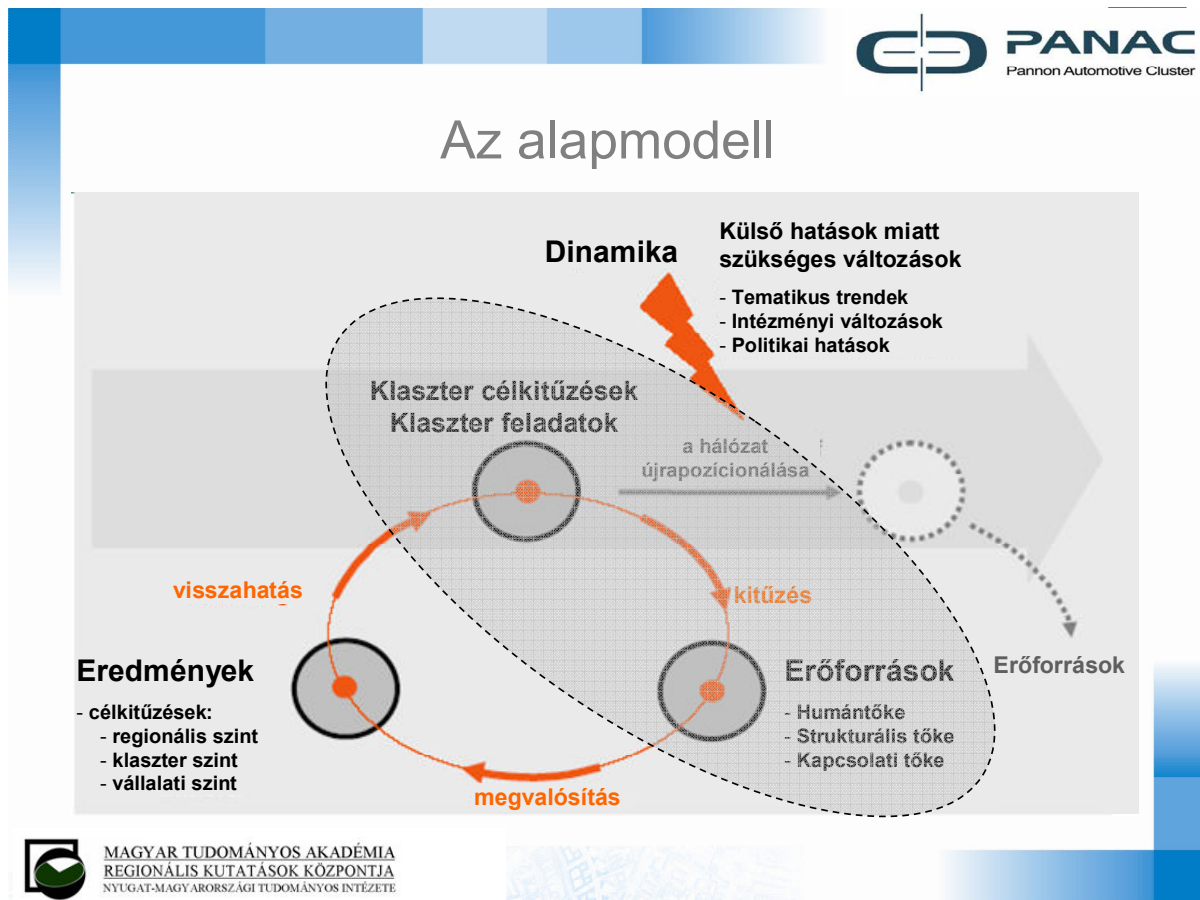 PANAC
Pannon Automotive Cluster
Az alapmodell
Dinamika
Külső hatások miatt
szükséges változások
- Tematikus trendek
- Intézményi változások
- Politikai hatások
Klaszter célkitűzések
Klaszter feladatok
a hálózat
újrapozícionálása
visszahatás
kitűzés
Eredmények
- célkitűzések:
- regionális szint
- klaszter szint
- vállalati szint
Erőforrások
- Humántőke
- Strukturális tőke
- Kapcsolati tőke
Erőforrások
megvalósítás
MAGYAR TUDOMÁNYOS AKADÉMIA
REGIONÁLIS KUTATÁSOK KÖZPONTJA
NYUGAT-MAGYARORSZÁGI TUDOMÁNYOS INTÉZETE